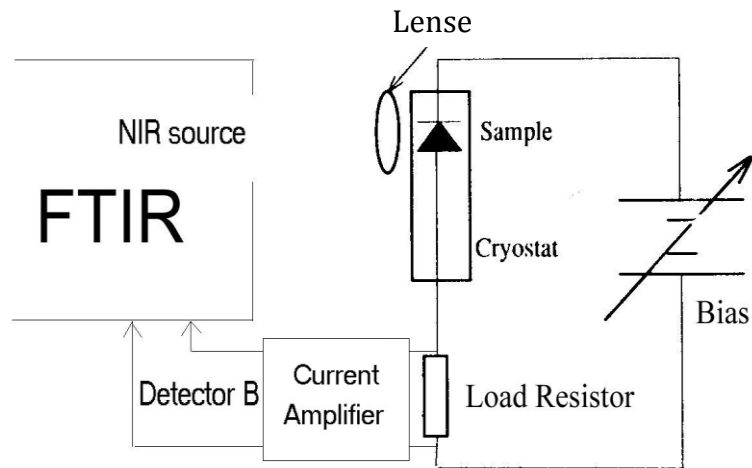 Lense
NIR source
Sample
FTIR
Cryostat
Bias
Detector B
Current
Amplifier
Load Resistor